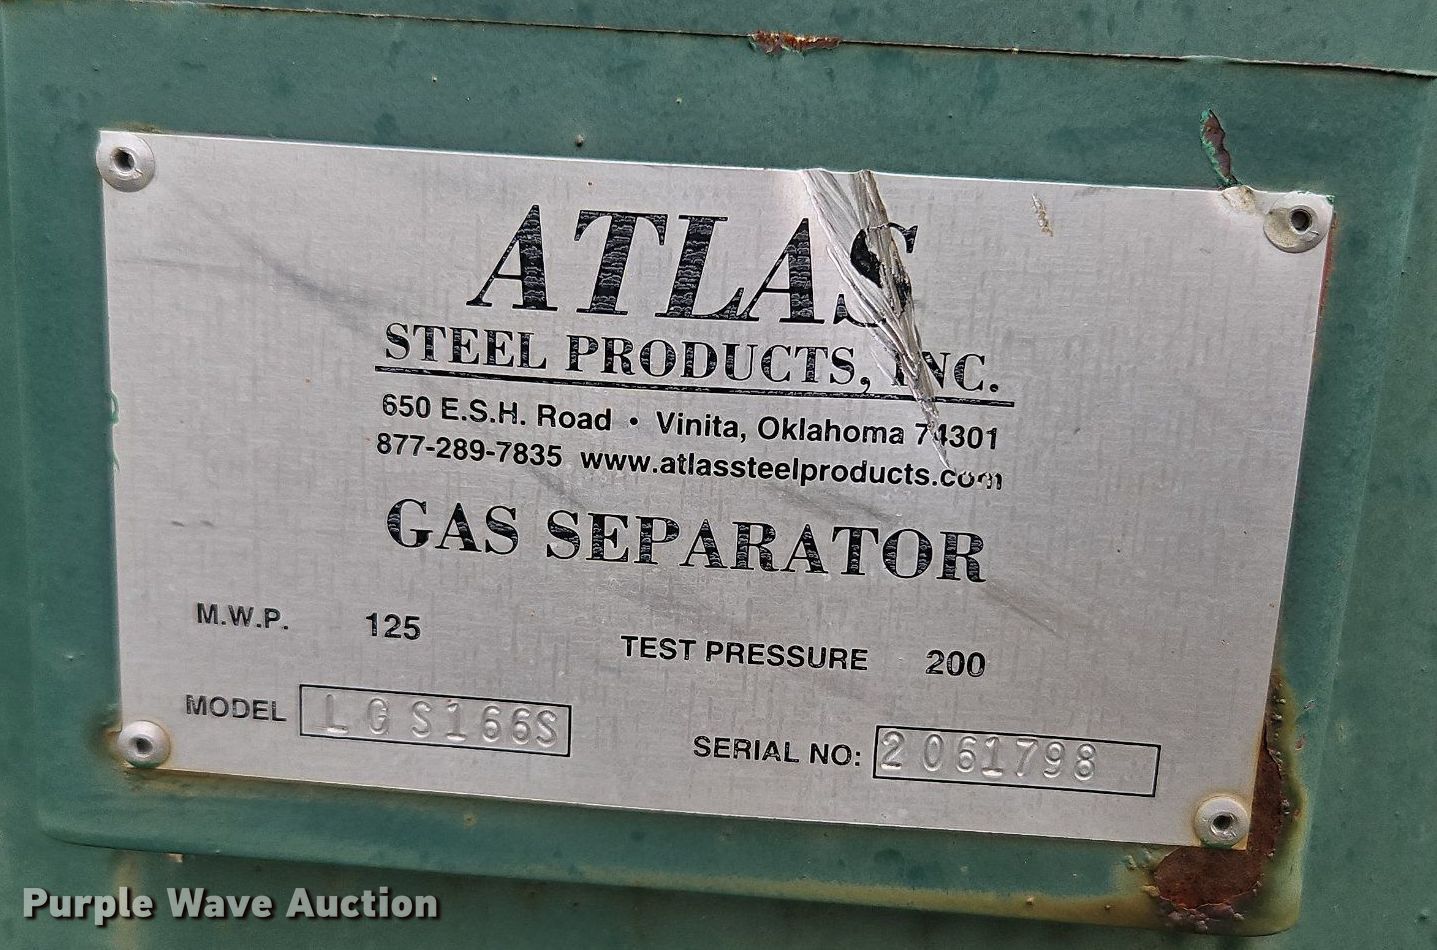 ATLAS
STEEL PRODUCTS, INC.
650 E.S.H. Road • Vinita, Oklahoma 74301
877-289-7835 www.atlassteelproducts.com
GAS SEPARATOR
M.W.P. 125 TEST PRESSURE 200
MODEL LGS166S SERIAL NO: 2061798
Purple Wave Auction